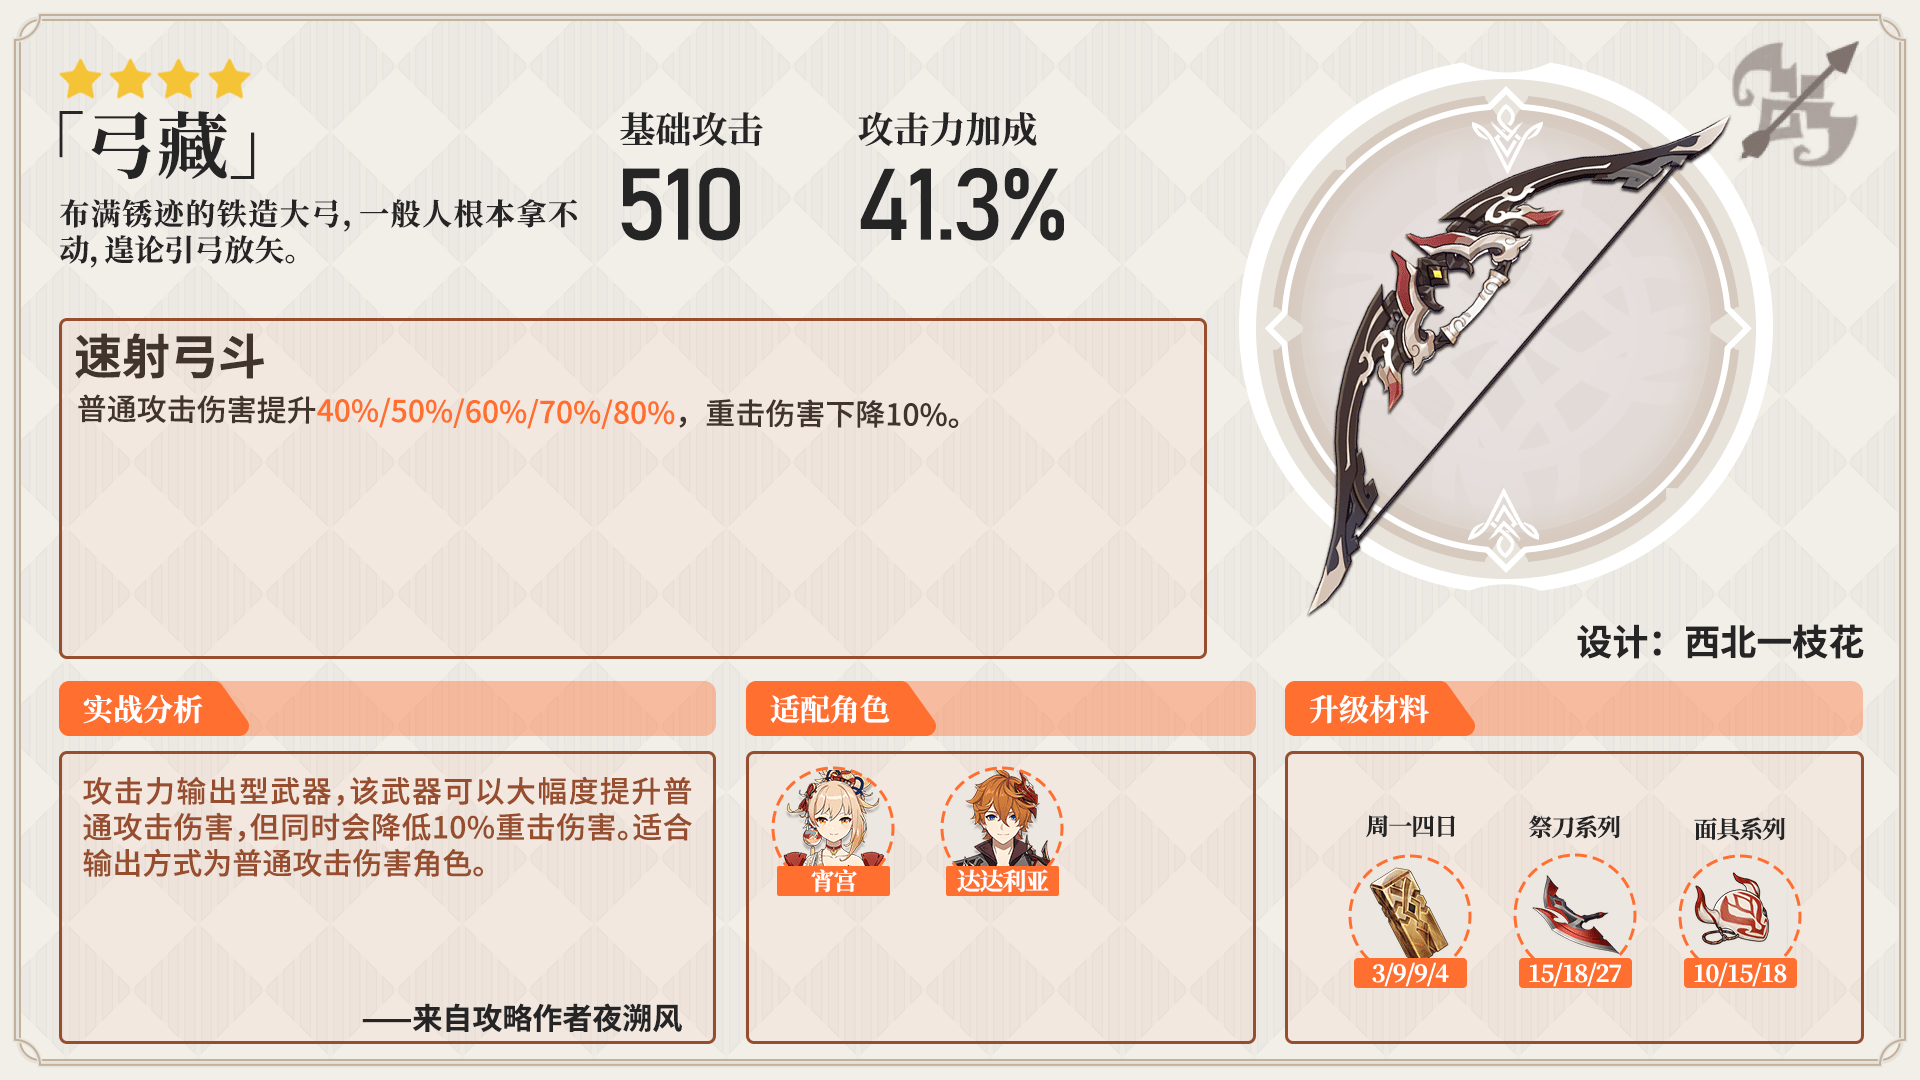 「弓藏」
布满锈迹的铁造大弓，一般人根本拿不
动，遑论引弓放矢。
基础攻击
510
攻击力加成
41.3%
速射弓斗
普通攻击伤害提升40%/50%/60%/70%/80%，重击伤害下降10%。
设计：西北一枝花
实战分析
攻击力输出型武器，该武器可以大幅度提升普
通攻击伤害，但同时会降低10%重击伤害。适合
输出方式为普通攻击伤害角色。
——来自攻略作者夜溯风
适配角色
宵宫
达达利亚
升级材料
周一四日
祭刀系列
面具系列
3/9/9/4
15/18/27
10/15/18